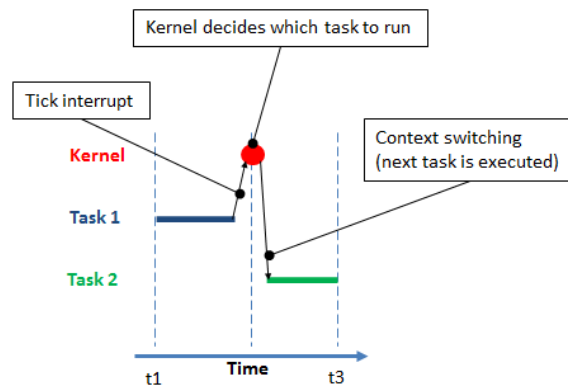 Kernel decides which task to run
Tick interrupt
Context switching
(next task is executed)
Kernel
Task 1
Task 2
Time
t1
t3